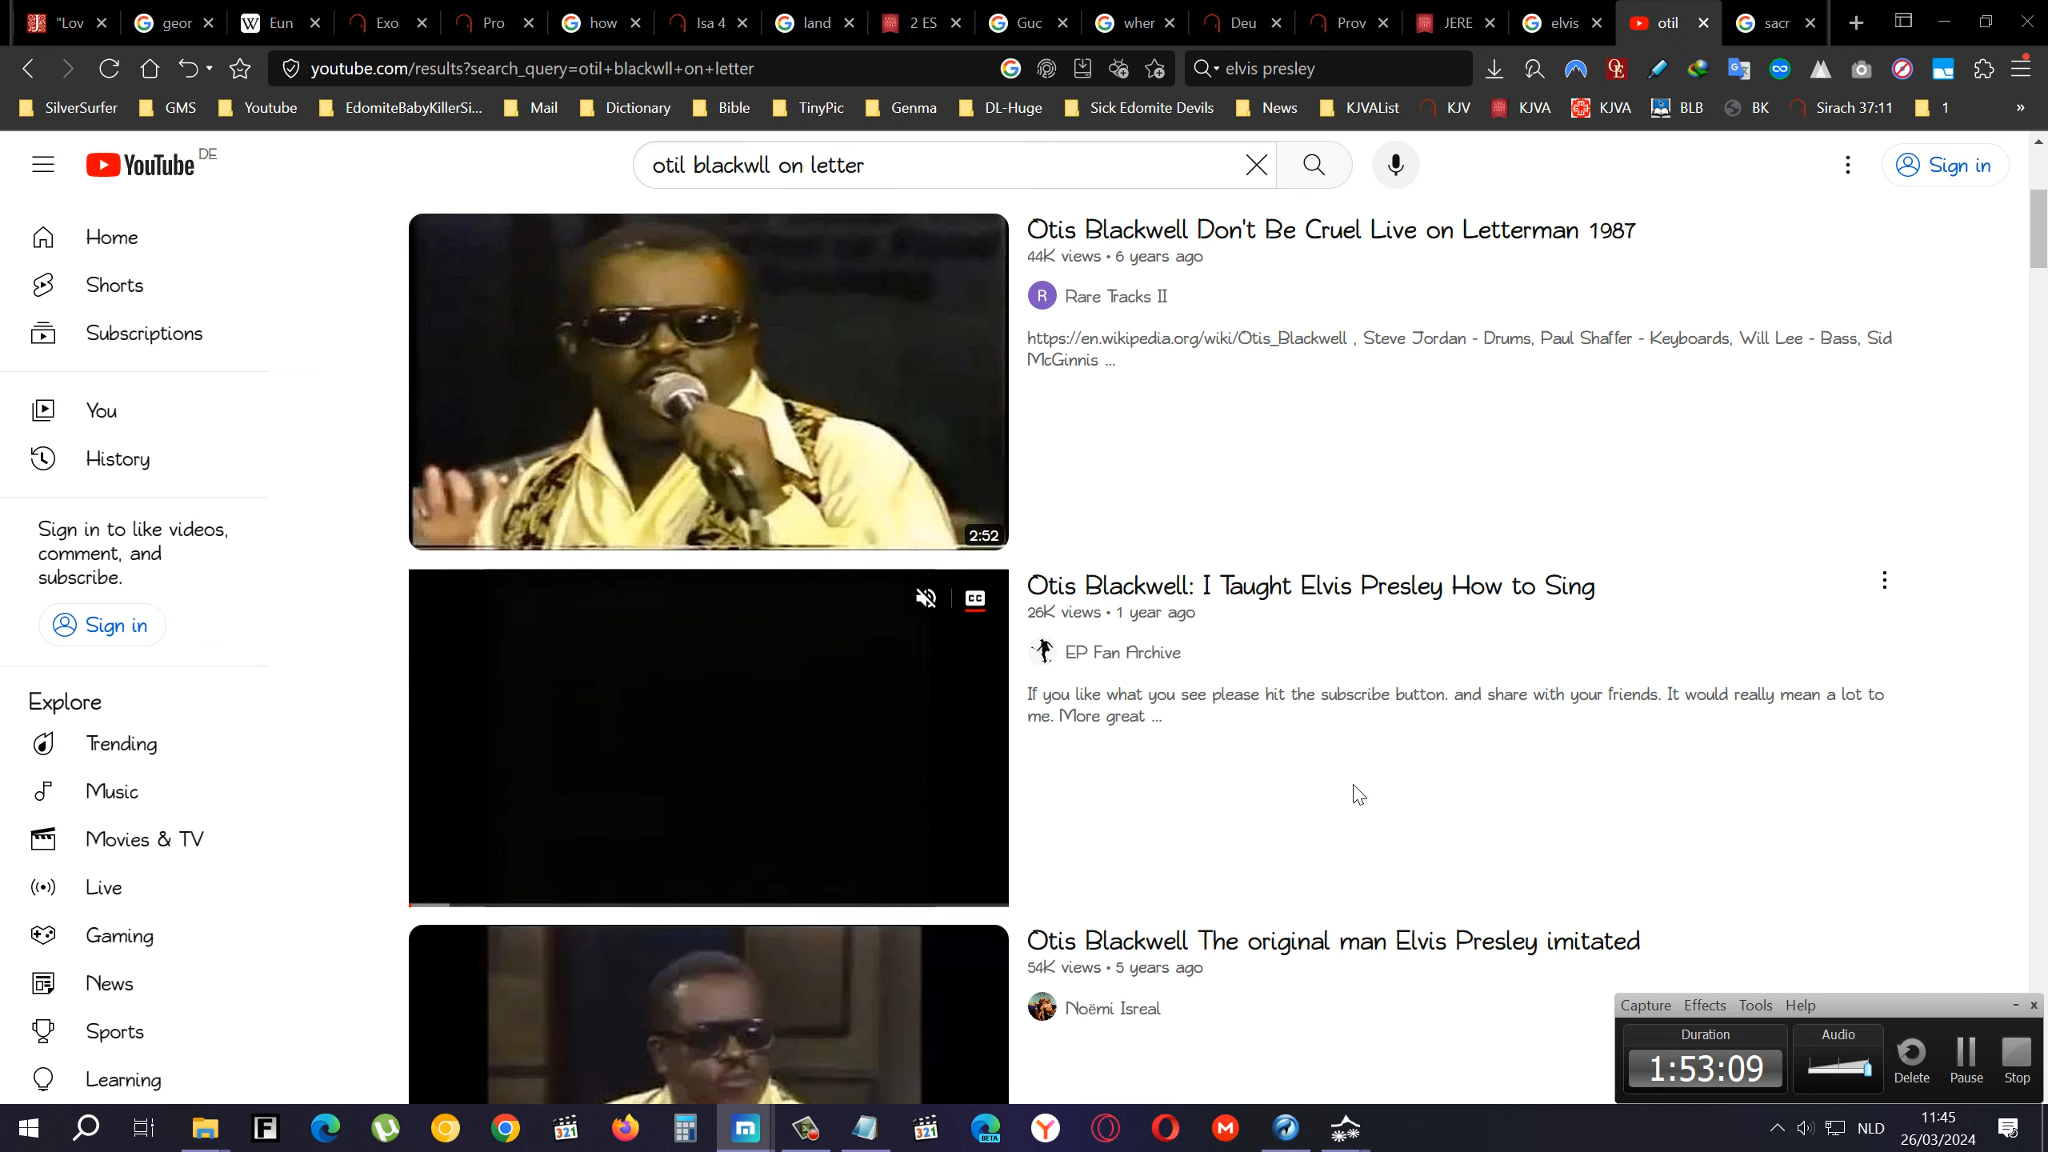 "Lov
geor
Eun
Exo
Pro
how
Isa 4
land
2 ES
Guc
wher
Deu
Prov
JERE
elvis
otil
sacr
youtube.com/results?search_query=otil+blackwll+on+letter
elvis presley
SilverSurfer
GMS
Youtube
EdomiteBabyKillerSi...
Mail
Dictionary
Bible
TinyPic
Genma
DL-Huge
Sick Edomite Devils
News
KJVAList
KJV
KJVA
KJVA
BLB
BK
Sirach 37:11
1
»
YouTube DE
otil blackwll on letter
Sign in
Home
Shorts
Subscriptions
You
History
Sign in to like videos,
comment, and
subscribe.
Sign in
Explore
Trending
Music
Movies & TV
Live
Gaming
News
Sports
Learning
2:52
Otis Blackwell Don't Be Cruel Live on Letterman 1987
44K views • 6 years ago
R Rare Tracks II
https://en.wikipedia.org/wiki/Otis_Blackwell , Steve Jordan - Drums, Paul Shaffer - Keyboards, Will Lee - Bass, Sid
McGinnis ...
CC
Otis Blackwell: I Taught Elvis Presley How to Sing
26K views • 1 year ago
EP Fan Archive
If you like what you see please hit the subscribe button. and share with your friends. It would really mean a lot to
me. More great ...
Otis Blackwell The original man Elvis Presley imitated
54K views • 5 years ago
Noëmi Isreal
Capture Effects Tools Help
Duration
1:53:09
Audio
Delete
Pause
Stop
321
321
BETA
NLD
11:45
26/03/2024